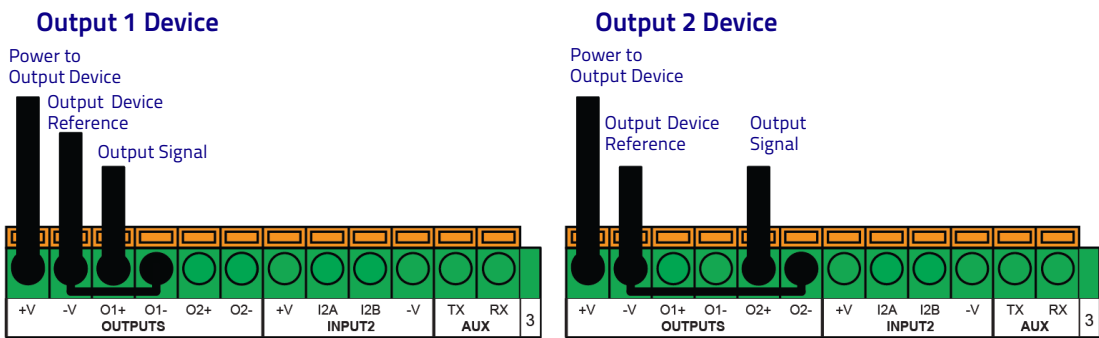 Output 1 Device
Power to
Output Device
Output Device
Reference
Output Signal
+V -V O1+ O1- O2+ O2- +V I2A I2B -V TX RX
OUTPUTS INPUT2 AUX 3
Output 2 Device
Power to
Output Device
Output Device
Reference
Output
Signal
+V -V O1+ O1- O2+ O2- +V I2A I2B -V TX RX
OUTPUTS INPUT2 AUX 3